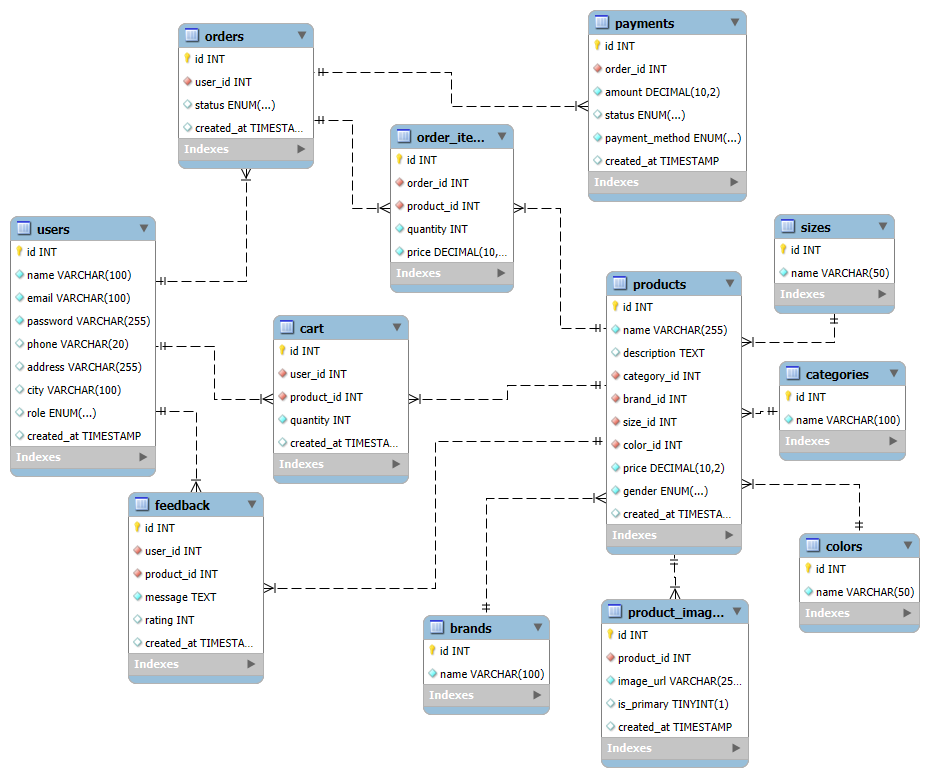 orders
id INT
user_id INT
status ENUM(...)
created_at TIMESTA...
Indexes
payments
id INT
order_id INT
amount DECIMAL(10,2)
status ENUM(...)
payment_method ENUM(...)
created_at TIMESTAMP
Indexes
order_ite...
id INT
order_id INT
product_id INT
quantity INT
price DECIMAL(10,...
Indexes
users
id INT
name VARCHAR(100)
email VARCHAR(100)
password VARCHAR(255)
phone VARCHAR(20)
address VARCHAR(255)
city VARCHAR(100)
role ENUM(...)
created_at TIMESTAMP
Indexes
sizes
id INT
name VARCHAR(50)
Indexes
products
id INT
name VARCHAR(255)
description TEXT
category_id INT
brand_id INT
size_id INT
color_id INT
price DECIMAL(10,2)
gender ENUM(...)
created_at TIMESTA...
Indexes
cart
id INT
user_id INT
product_id INT
quantity INT
created_at TIMESTA...
Indexes
categories
id INT
name VARCHAR(100)
Indexes
feedback
id INT
user_id INT
product_id INT
message TEXT
rating INT
created_at TIMESTA...
Indexes
colors
id INT
name VARCHAR(50)
Indexes
brands
id INT
name VARCHAR(100)
Indexes
product_imag...
id INT
product_id INT
image_url VARCHAR(25...
is_primary TINYINT(1)
created_at TIMESTAMP
Indexes